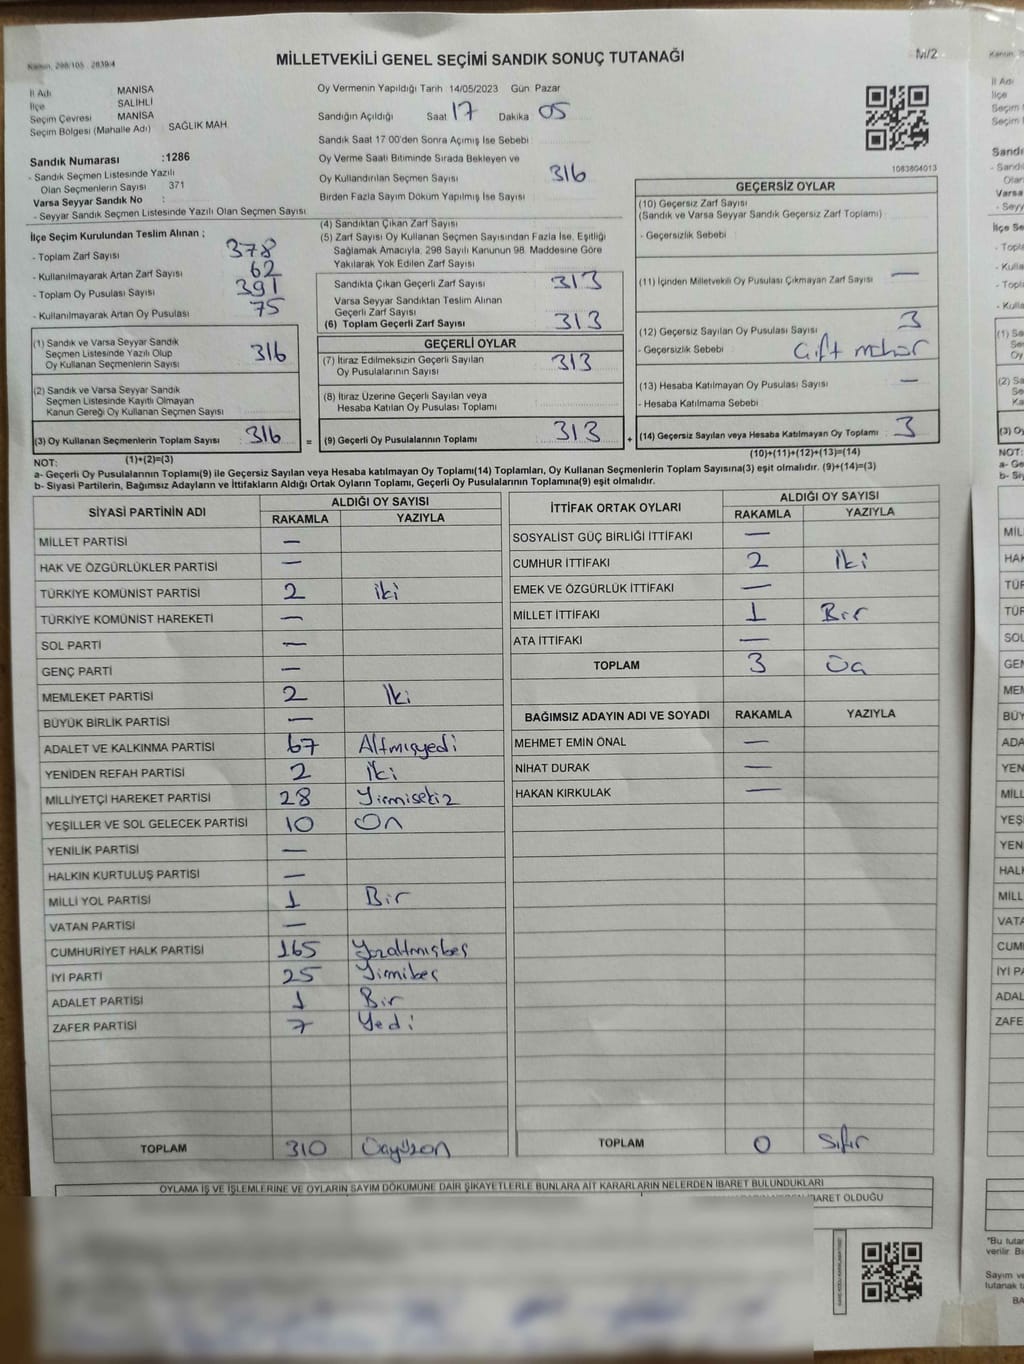 MİLLETVEKİLİ GENEL SEÇİMİ SANDIK SONUÇ TUTANAĞI
M/2
Kanun, 298/105
İl Adı MANİSA
İlçe SALİHLİ
Seçim Çevresi MANİSA
Seçim Bölgesi (Mahalle Adı) SAĞLIK MAH.
Sandık Numarası :1286
- Sandık Seçmen Listesinde Yazılı
Olan Seçmenlerin Sayısı 371
Varsa Seyyar Sandık No :
- Seyyar Sandık Seçmen Listesinde Yazılı Olan Seçmen Sayısı
İlçe Seçim Kurulundan Teslim Alınan ;
- Toplam Zarf Sayısı 378
- Kullanılmayarak Artan Zarf Sayısı 62
- Toplam Oy Pusulası Sayısı 391
- Kullanılmayarak Artan Oy Pusulası 75
(1) Sandık ve Varsa Seyyar Sandık
Seçmen Listesinde Yazılı Olup
Oy Kullanan Seçmenlerin Sayısı 316
(2) Sandık ve Varsa Seyyar Sandık
Seçmen Listesinde Kayıtlı Olmayan
Kanun Gereği Oy Kullanan Seçmen Sayısı
(3) Oy Kullanan Seçmenlerin Toplam Sayısı 316 =
(1)+(2)=(3)
Oy Vermenin Yapıldığı Tarih 14/05/2023 Gün Pazar
Sandığın Açıldığı Saat 17 Dakika 05
Sandık Saat 17 00'den Sonra Açımış İse Sebebi
Oy Verme Saati Bitiminde Sırada Bekleyen ve
Oy Kullandırılan Seçmen Sayısı 316
Birden Fazla Sayım Döküm Yapılmış İse Sayısı
(4) Sandıktan Çıkan Zarf Sayısı
(5) Zarf Sayısı Oy Kullanan Seçmen Sayısından Fazla İse, Eşitliği
Sağlamak Amacıyla, 298 Sayılı Kanunun 98. Maddesine Göre
Yakılarak Yok Edilen Zarf Sayısı
Sandıkta Çıkan Geçerli Zarf Sayısı 313
Varsa Seyyar Sandıktan Teslim Alınan
Geçerli Zarf Sayısı
(6) Toplam Geçerli Zarf Sayısı 313
GEÇERLİ OYLAR
(7) İtiraz Edilmeksizin Geçerli Sayılan
Oy Pusulalarının Sayısı 313
(8) İtiraz Üzerine Geçerli Sayılan veya
Hesaba Katılan Oy Pusulası Toplamı
(9) Geçerli Oy Pusulalarının Toplamı 313 +
1083804013
GEÇERSİZ OYLAR
(10) Geçersiz Zarf Sayısı
(Sandık ve Varsa Seyyar Sandık Geçersiz Zarf Toplamı)
- Geçersizlik Sebebi
(11) İçinden Milletvekili Oy Pusulası Çıkmayan Zarf Sayısı —
(12) Geçersiz Sayılan Oy Pusulası Sayısı 3
- Geçersizlik Sebebi Çift mühür
(13) Hesaba Katılmayan Oy Pusulası Sayısı —
- Hesaba Katılmama Sebebi
(14) Geçersiz Sayılan veya Hesaba Katılmayan Oy Toplamı 3
(10)+(11)+(12)+(13)=(14)
NOT:
a- Geçerli Oy Pusulalarının Toplamı(9) ile Geçersiz Sayılan veya Hesaba katılmayan Oy Toplamı(14) Toplamları, Oy Kullanan Seçmenlerin Toplam Sayısına(3) eşit olmalıdır. (9)+(14)=(3)
b- Siyasi Partilerin, Bağımsız Adayların ve İttifakların Aldığı Ortak Oyların Toplamı, Geçerli Oy Pusulalarının Toplamına(9) eşit olmalıdır.
SİYASİ PARTİNİN ADI ALDIĞI OY SAYISI
RAKAMLA YAZIYLA
MİLLET PARTİSİ —
HAK VE ÖZGÜRLÜKLER PARTİSİ —
TÜRKİYE KOMÜNİST PARTİSİ 2 iki
TÜRKİYE KOMÜNİST HAREKETİ —
SOL PARTİ —
GENÇ PARTİ —
MEMLEKET PARTİSİ 2 İki
BÜYÜK BİRLİK PARTİSİ —
ADALET VE KALKINMA PARTİSİ 67 Altmışyedi
YENİDEN REFAH PARTİSİ 2 İki
MİLLİYETÇİ HAREKET PARTİSİ 28 Yirmisekiz
YEŞİLLER VE SOL GELECEK PARTİSİ 10 On
YENİLİK PARTİSİ —
HALKIN KURTULUŞ PARTİSİ —
MİLLİ YOL PARTİSİ 1 Bir
VATAN PARTİSİ —
CUMHURİYET HALK PARTİSİ 165 Yüzaltmışbeş
İYİ PARTİ 25 Yirmibeş
ADALET PARTİSİ 1 Bir
ZAFER PARTİSİ 7 Yedi
TOPLAM 310 Üçyüzon
İTTİFAK ORTAK OYLARI ALDIĞI OY SAYISI
RAKAMLA YAZIYLA
SOSYALİST GÜÇ BİRLİĞİ İTTİFAKI —
CUMHUR İTTİFAKI 2 İki
EMEK VE ÖZGÜRLÜK İTTİFAKI —
MİLLET İTTİFAKI 1 Bir
ATA İTTİFAKI —
TOPLAM 3 Üç
BAĞIMSIZ ADAYIN ADI VE SOYADI RAKAMLA YAZIYLA
MEHMET EMİN ÖNAL —
NİHAT DURAK —
HAKAN KIRKULAK —
TOPLAM 0 Sıfır
OYLAMA İŞ VE İŞLEMLERİNE VE OYLARIN SAYIM DÖKÜMÜNE DAİR ŞİKAYETLERLE BUNLARA AİT KARARLARIN NELERDEN İBARET BULUNDUKLARI
İBARET OLDUĞU